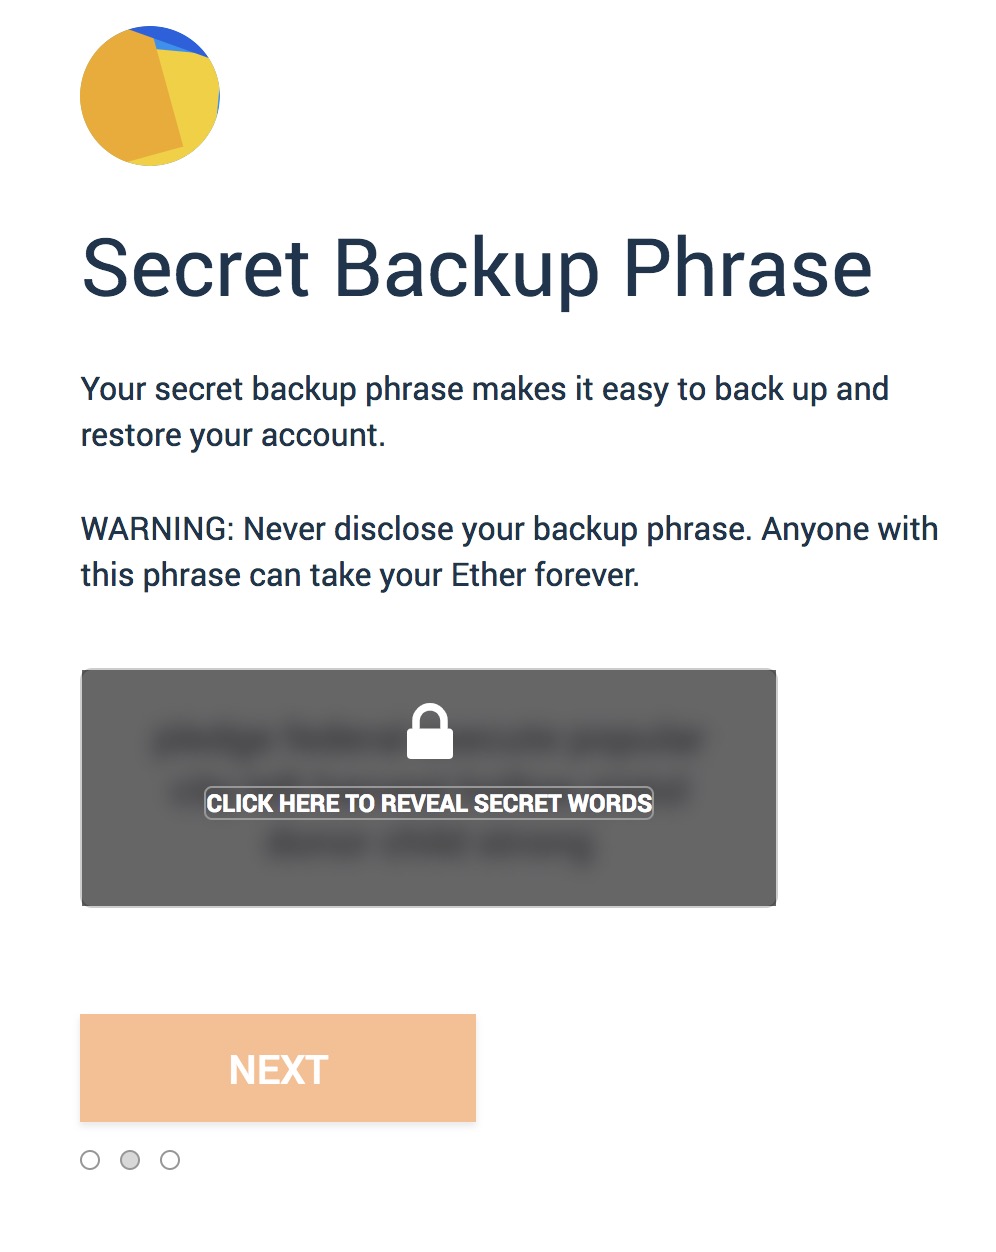 Secret Backup Phrase
Your secret backup phrase makes it easy to back up and
restore your account.
WARNING: Never disclose your backup phrase. Anyone with
this phrase can take your Ether forever.
CLICK HERE TO REVEAL SECRET WORDS
NEXT